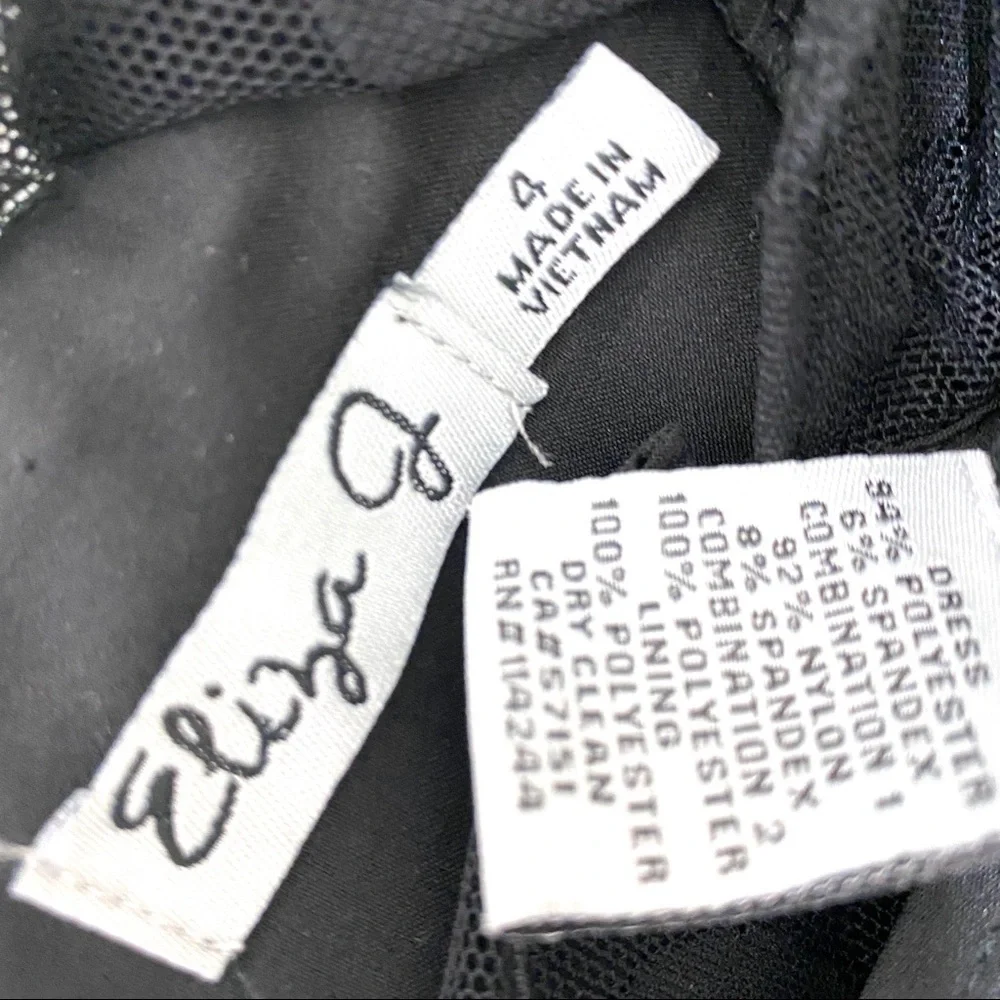 4
MADE IN
VIETNAM
Eliza J
DRESS
94% POLYESTER
6% SPANDEX
COMBINATION 1
92% NYLON
8% SPANDEX
COMBINATION 2
100% POLYESTER
LINING
100% POLYESTER
DRY CLEAN
CA#57151
RN#114244